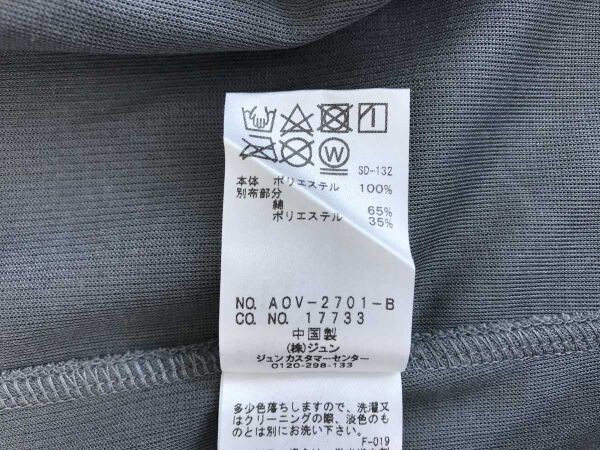 W
SD-132
本体 ポリエステル 100%
別布部分
綿 65%
ポリエステル 35%
NO. AOV-2701-B
CO. NO. 17733
中国製
(株)ジュン
ジュンカスタマーセンター
0120-298-133
多少色落ちしますので、洗濯又
はクリーニングの際、淡色のも
のとは別にお洗い下さい。
F-019